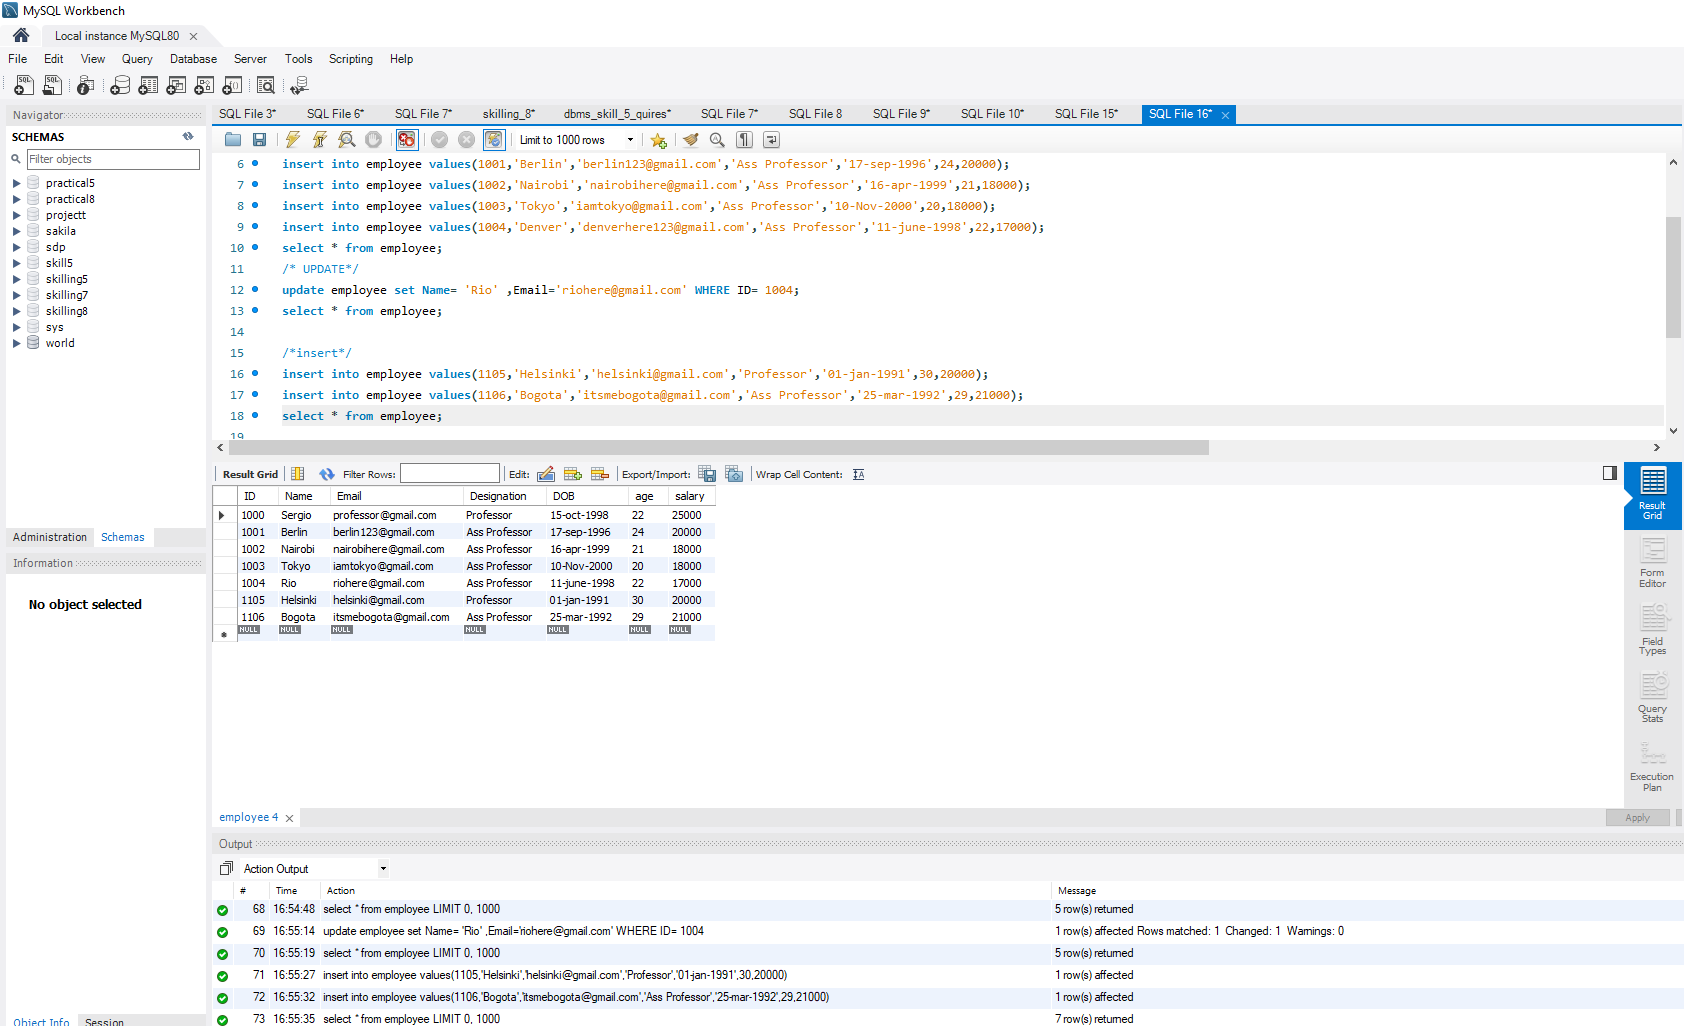 MySQL Workbench
Local instance MySQL80
File Edit View Query Database Server Tools Scripting Help
Navigator
SCHEMAS
Filter objects
practical5
practical8
projectt
sakila
sdp
skill5
skilling5
skilling7
skilling8
sys
world
Administration Schemas
Information
No object selected
Object Info Session
SQL File 3* SQL File 6* SQL File 7* skilling_8* dbms_skill_5_quires* SQL File 7* SQL File 8 SQL File 9* SQL File 10* SQL File 15* SQL File 16*
Limit to 1000 rows
6 insert into employee values(1001,'Berlin','berlin123@gmail.com','Ass Professor','17-sep-1996',24,20000);
7 insert into employee values(1002,'Nairobi','nairobihere@gmail.com','Ass Professor','16-apr-1999',21,18000);
8 insert into employee values(1003,'Tokyo','iamtokyo@gmail.com','Ass Professor','10-Nov-2000',20,18000);
9 insert into employee values(1004,'Denver','denverhere123@gmail.com','Ass Professor','11-june-1998',22,17000);
10 select * from employee;
11 /* UPDATE*/
12 update employee set Name= 'Rio' ,Email='riohere@gmail.com' WHERE ID= 1004;
13 select * from employee;
14
15 /*insert*/
16 insert into employee values(1105,'Helsinki','helsinki@gmail.com','Professor','01-jan-1991',30,20000);
17 insert into employee values(1106,'Bogota','itsmebogota@gmail.com','Ass Professor','25-mar-1992',29,21000);
18 select * from employee;
19
Result Grid Filter Rows: Edit: Export/Import: Wrap Cell Content:
ID Name Email Designation DOB age salary
1000 Sergio professor@gmail.com Professor 15-oct-1998 22 25000
1001 Berlin berlin123@gmail.com Ass Professor 17-sep-1996 24 20000
1002 Nairobi nairobihere@gmail.com Ass Professor 16-apr-1999 21 18000
1003 Tokyo iamtokyo@gmail.com Ass Professor 10-Nov-2000 20 18000
1004 Rio riohere@gmail.com Ass Professor 11-june-1998 22 17000
1105 Helsinki helsinki@gmail.com Professor 01-jan-1991 30 20000
1106 Bogota itsmebogota@gmail.com Ass Professor 25-mar-1992 29 21000
NULL NULL NULL NULL NULL NULL NULL
Result
Grid
Form
Editor
Field
Types
Query
Stats
Execution
Plan
employee 4
Apply
Output
Action Output
# Time Action Message
68 16:54:48 select * from employee LIMIT 0, 1000 5 row(s) returned
69 16:55:14 update employee set Name= 'Rio' ,Email='riohere@gmail.com' WHERE ID= 1004 1 row(s) affected Rows matched: 1 Changed: 1 Warnings: 0
70 16:55:19 select * from employee LIMIT 0, 1000 5 row(s) returned
71 16:55:27 insert into employee values(1105,'Helsinki','helsinki@gmail.com','Professor','01-jan-1991',30,20000) 1 row(s) affected
72 16:55:32 insert into employee values(1106,'Bogota','itsmebogota@gmail.com','Ass Professor','25-mar-1992',29,21000) 1 row(s) affected
73 16:55:35 select * from employee LIMIT 0, 1000 7 row(s) returned